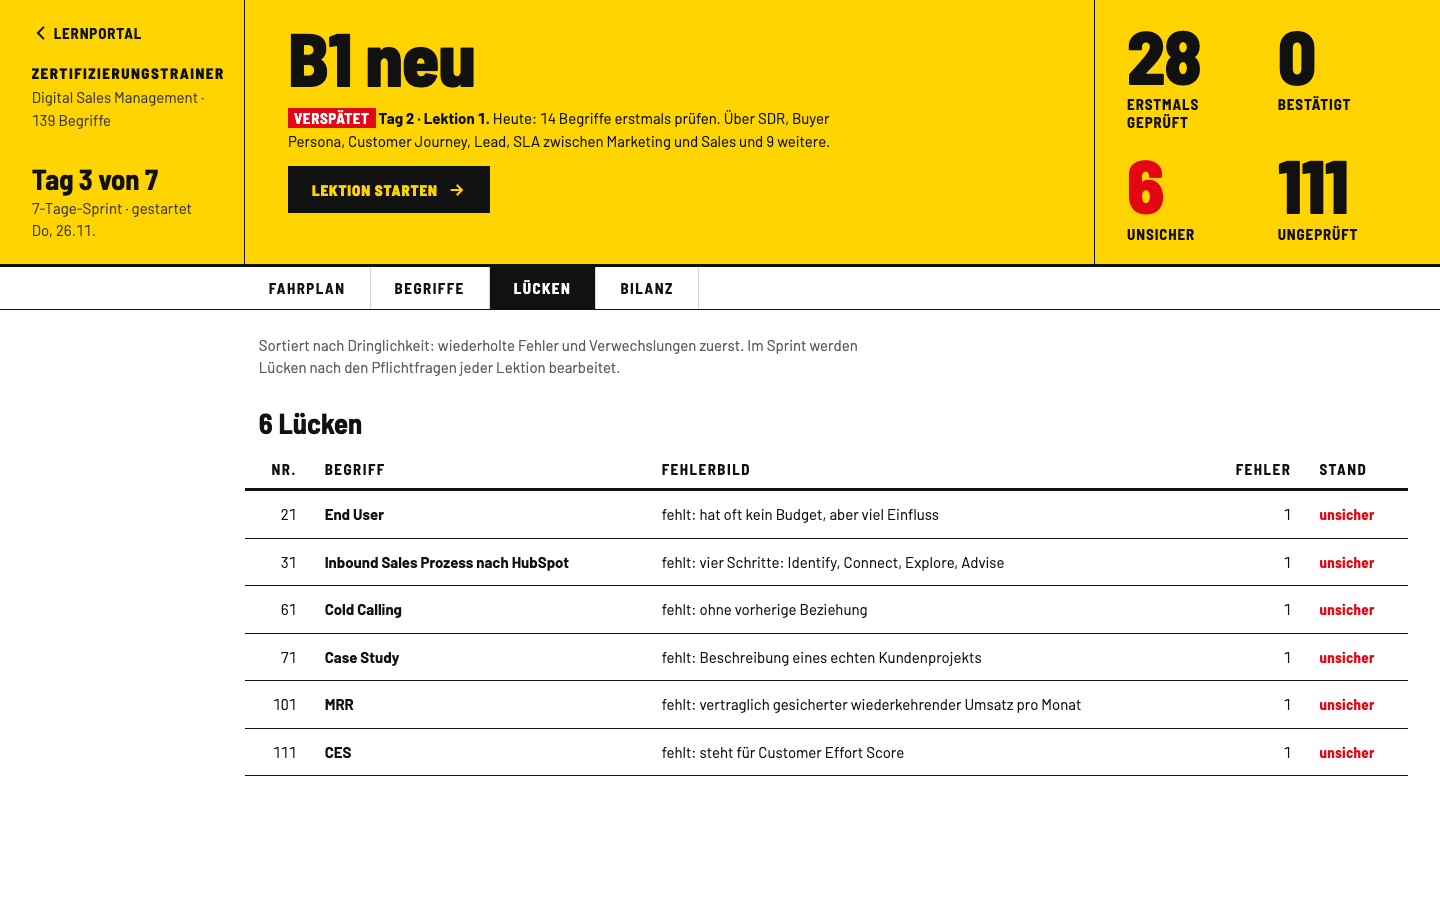 LERNPORTAL
ZERTIFIZIERUNGSTRAINER
Digital Sales Management ·
139 Begriffe
Tag 3 von 7
7-Tage-Sprint · gestartet
Do, 26.11.
B1 neu
VERSPÄTET Tag 2 · Lektion 1. Heute: 14 Begriffe erstmals prüfen. Über SDR, Buyer
Persona, Customer Journey, Lead, SLA zwischen Marketing und Sales und 9 weitere.
LEKTION STARTEN →
28
ERSTMALS
GEPRÜFT
0
BESTÄTIGT
6
UNSICHER
111
UNGEPRÜFT
FAHRPLAN BEGRIFFE LÜCKEN BILANZ
Sortiert nach Dringlichkeit: wiederholte Fehler und Verwechslungen zuerst. Im Sprint werden
Lücken nach den Pflichtfragen jeder Lektion bearbeitet.
6 Lücken
NR. BEGRIFF FEHLERBILD FEHLER STAND
21 End User fehlt: hat oft kein Budget, aber viel Einfluss 1 unsicher
31 Inbound Sales Prozess nach HubSpot fehlt: vier Schritte: Identify, Connect, Explore, Advise 1 unsicher
61 Cold Calling fehlt: ohne vorherige Beziehung 1 unsicher
71 Case Study fehlt: Beschreibung eines echten Kundenprojekts 1 unsicher
101 MRR fehlt: vertraglich gesicherter wiederkehrender Umsatz pro Monat 1 unsicher
111 CES fehlt: steht für Customer Effort Score 1 unsicher